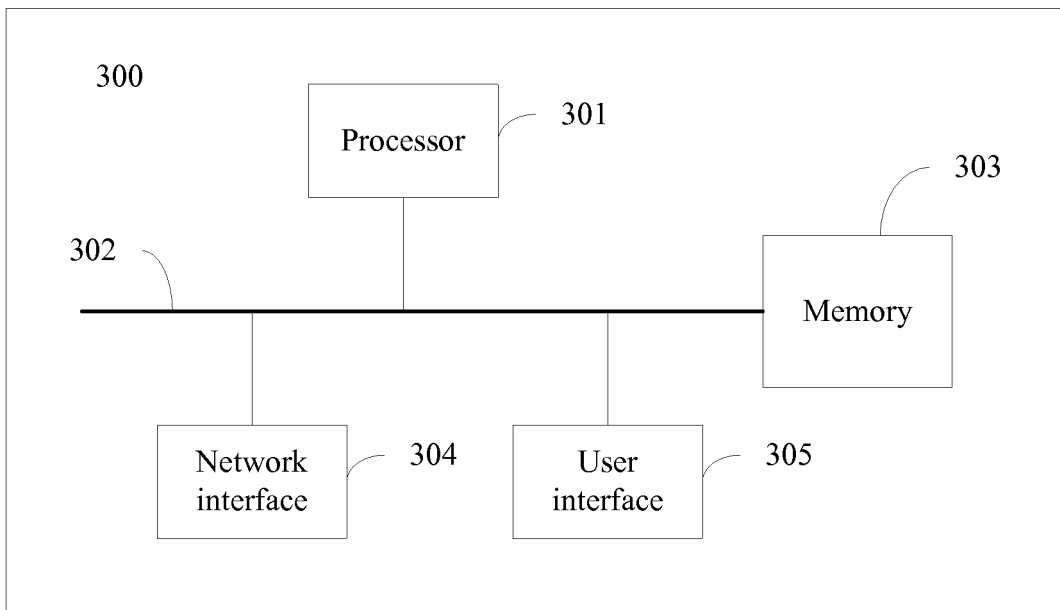 300
Processor
301
303
302
Memory
Network
interface
304
User
interface
305